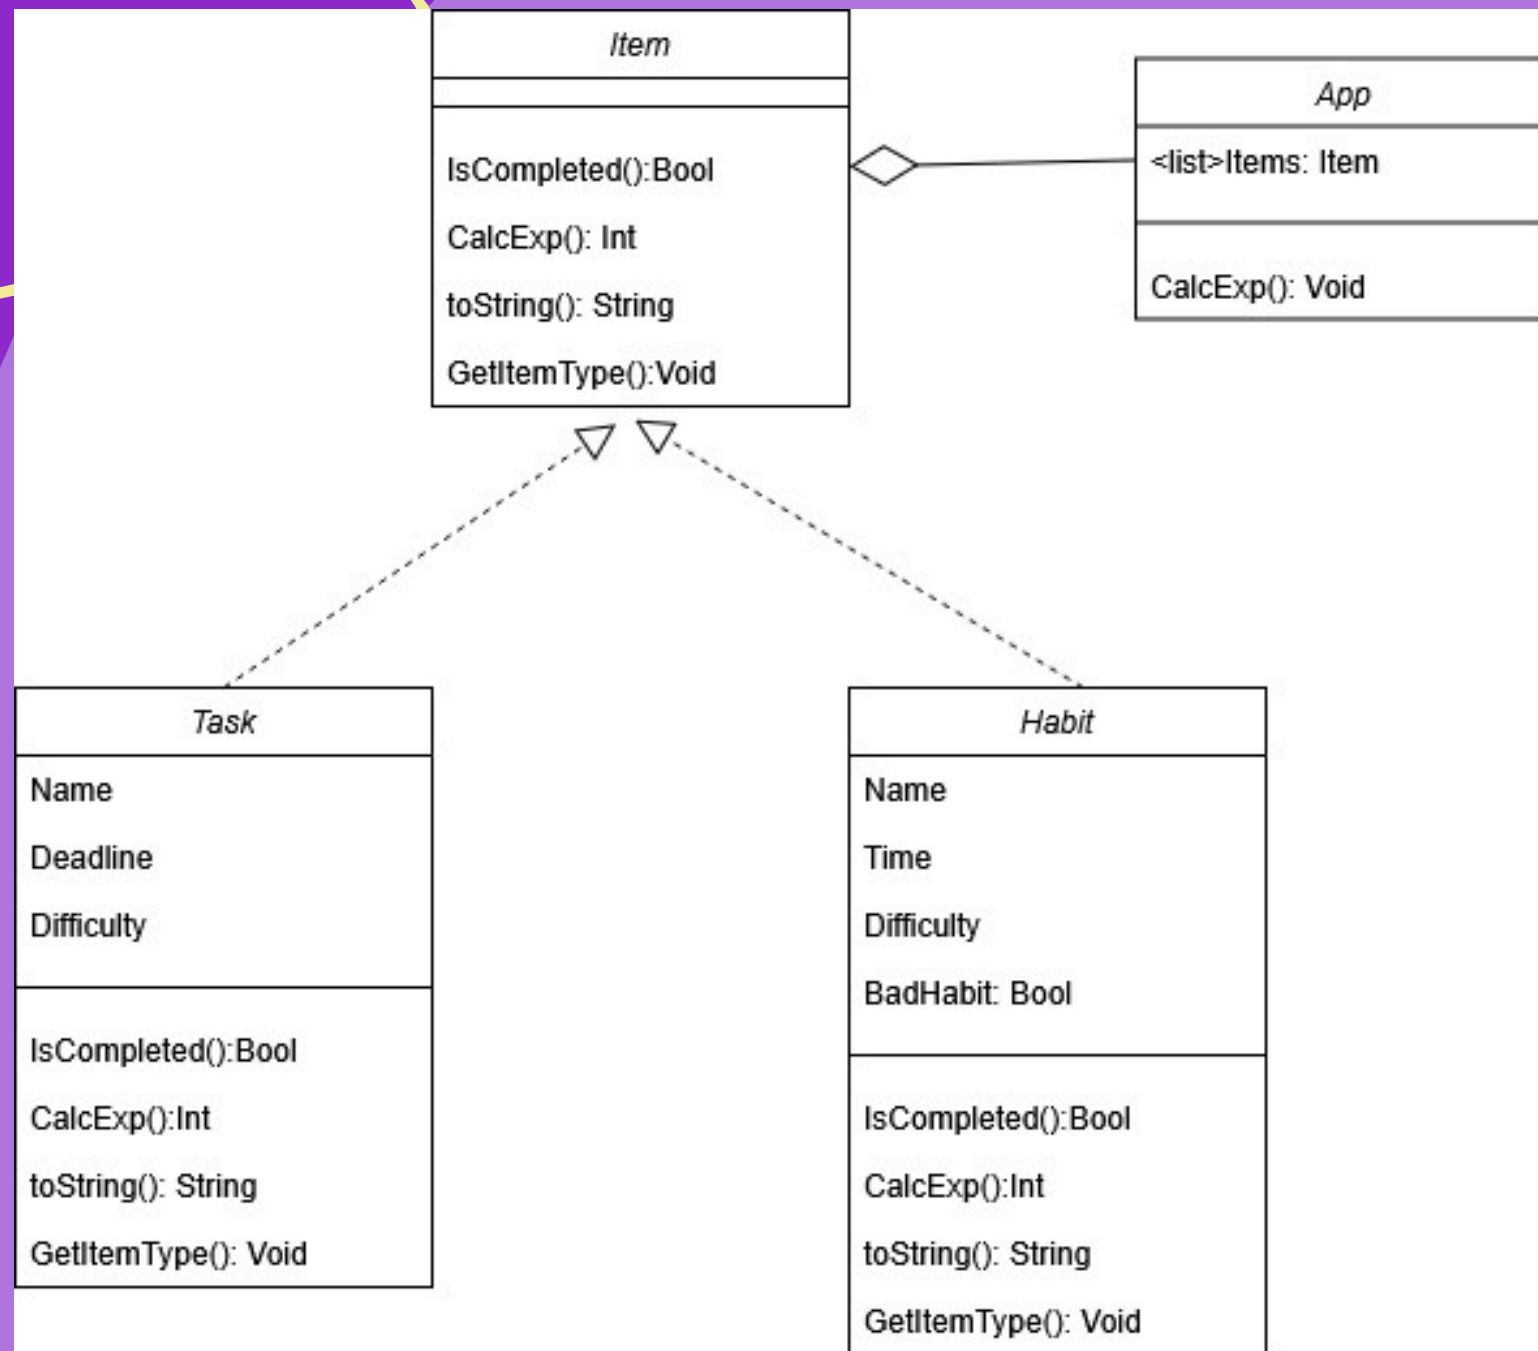 Item
IsCompleted():Bool
CalcExp(): Int
toString(): String
GetItemType():Void
App
<list>Items: Item
CalcExp(): Void
Task
Name
Deadline
Difficulty
IsCompleted():Bool
CalcExp():Int
toString(): String
GetItemType(): Void
Habit
Name
Time
Difficulty
BadHabit: Bool
IsCompleted():Bool
CalcExp():Int
toString(): String
GetItemType(): Void